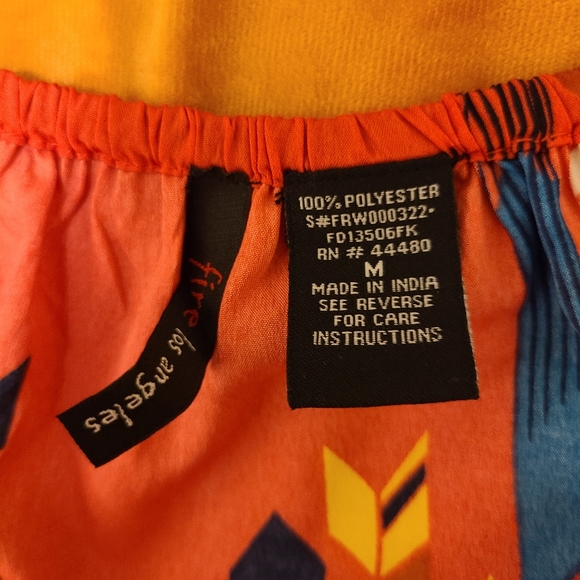 fire los angeles
100% POLYESTER
S#FRW000322-
FD13506FK
RN # 44480
M
MADE IN INDIA
SEE REVERSE
FOR CARE
INSTRUCTIONS